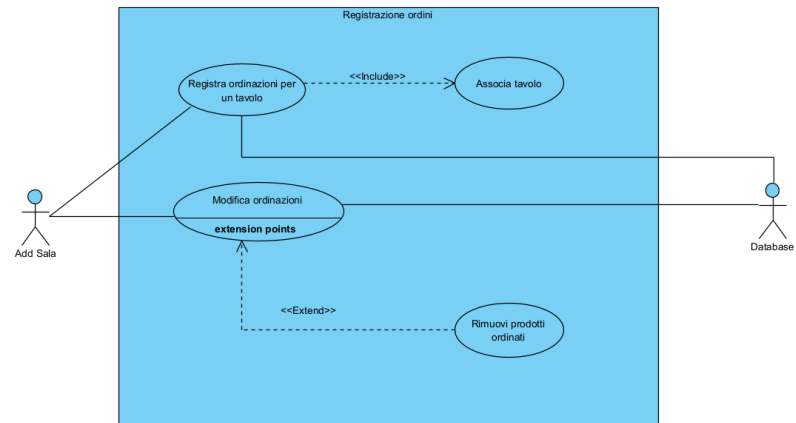 Registrazione ordini
Registra ordinazioni per
un tavolo
<<Include>>
Associa tavolo
Modifica ordinazioni
extension points
Add Sala
Database
<<Extend>>
Rimuovi prodotti
ordinati